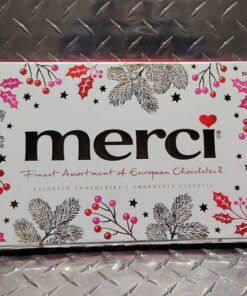 merci
Finest Assortment of European Chocolates
ASSORTED CHOCOLATES / CHOCOLATS ASSORTIS